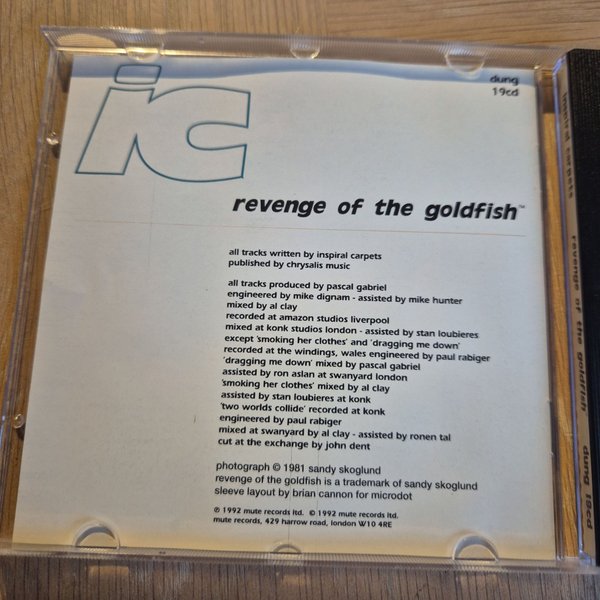 ic
dung
19cd
revenge of the goldfish™
all tracks written by inspiral carpets
published by chrysalis music
all tracks produced by pascal gabriel
engineered by mike dignam - assisted by mike hunter
mixed by al clay
recorded at amazon studios liverpool
mixed at konk studios london - assisted by stan loubieres
except 'smoking her clothes' and 'dragging me down'
recorded at the windings, wales engineered by paul rabiger
'dragging me down' mixed by pascal gabriel
assisted by ron aslan at swanyard london
'smoking her clothes' mixed by al clay
assisted by stan loubieres at konk
'two worlds collide' recorded at konk
engineered by paul rabiger
mixed at swanyard by al clay - assisted by ronen tal
cut at the exchange by john dent
photograph © 1981 sandy skoglund
revenge of the goldfish is a trademark of sandy skoglund
sleeve layout by brian cannon for microdot
℗ 1992 mute records ltd. © 1992 mute records ltd.
mute records, 429 harrow road, london W10 4RE
inspiral carpets revenge of the goldfish dung 19cd